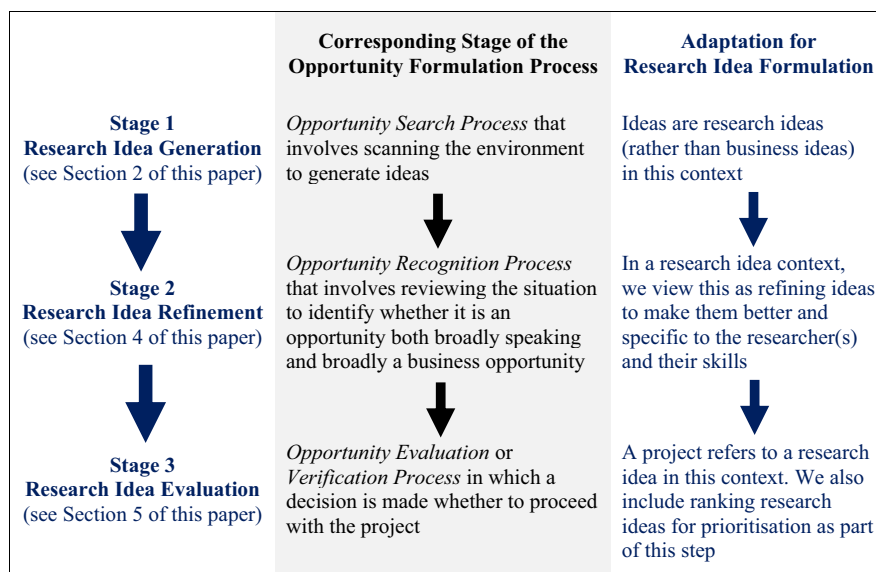 Corresponding Stage of the
Opportunity Formulation Process
Adaptation for
Research Idea Formulation
Stage 1
Research Idea Generation
(see Section 2 of this paper)
Opportunity Search Process that
involves scanning the environment
to generate ideas
Ideas are research ideas
(rather than business ideas)
in this context
Stage 2
Research Idea Refinement
(see Section 4 of this paper)
Opportunity Recognition Process
that involves reviewing the situation
to identify whether it is an
opportunity both broadly speaking
and broadly a business opportunity
In a research idea context,
we view this as refining ideas
to make them better and
specific to the researcher(s)
and their skills
Stage 3
Research Idea Evaluation
(see Section 5 of this paper)
Opportunity Evaluation or
Verification Process in which a
decision is made whether to proceed
with the project
A project refers to a research
idea in this context. We also
include ranking research
ideas for prioritisation as part
of this step